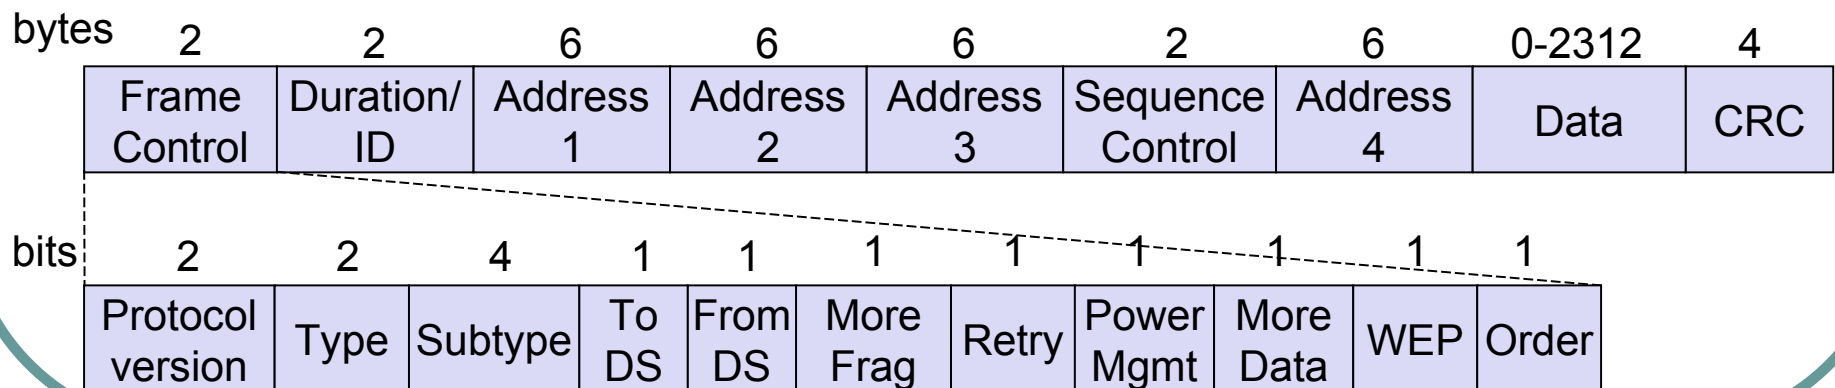 bytes 2 2 6 6 6 2 6 0-2312 4
Frame Control Duration/ ID Address 1 Address 2 Address 3 Sequence Control Address 4 Data CRC
bits 2 2 4 1 1 1 1 1 1 1 1
Protocol version Type Subtype To DS From DS More Frag Retry Power Mgmt More Data WEP Order